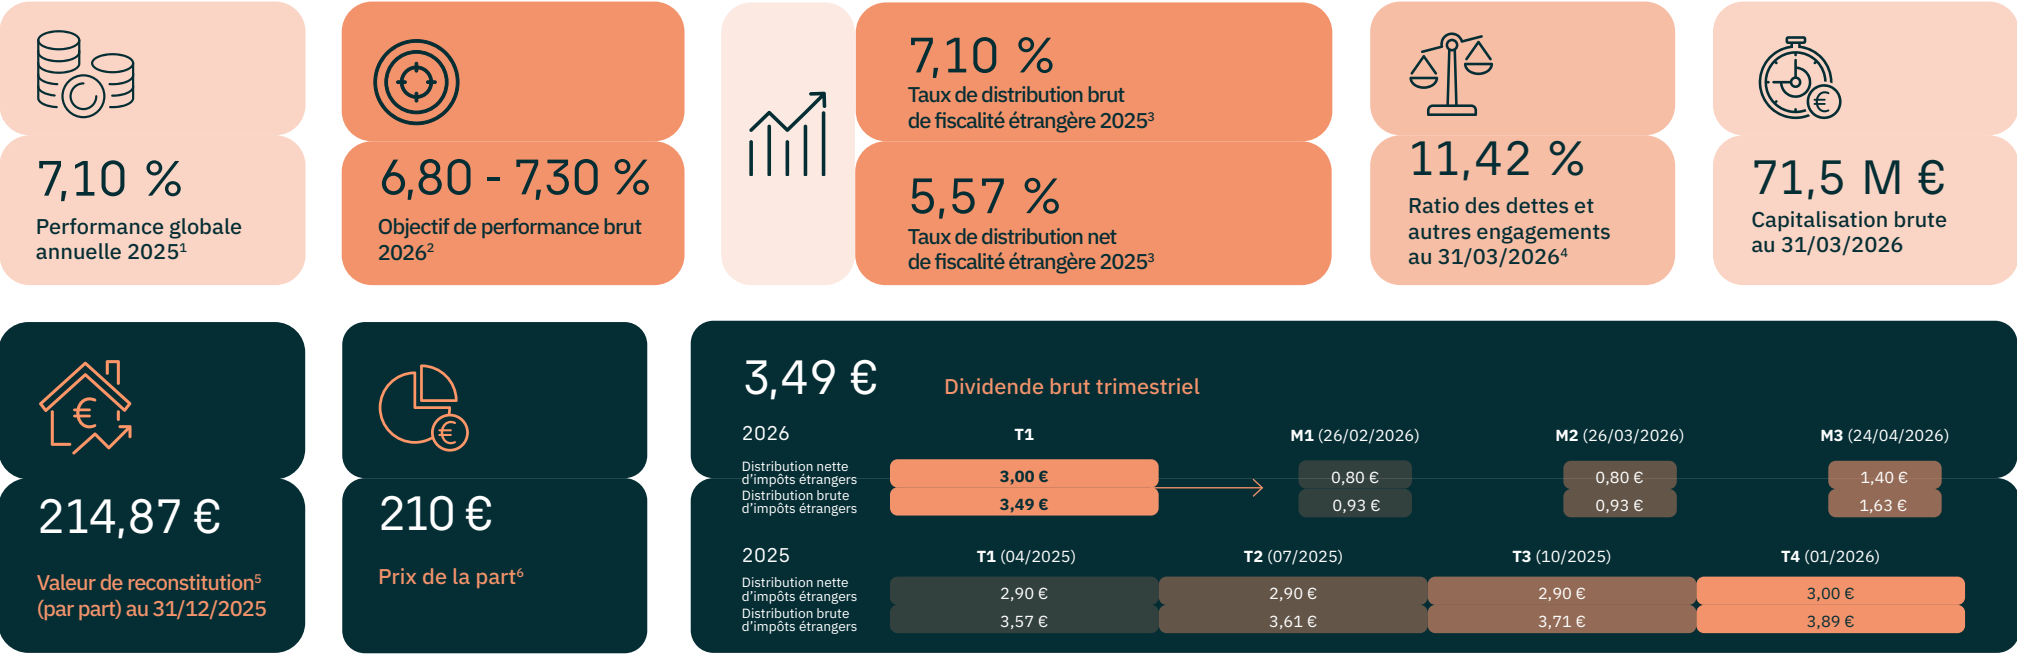 7,10 %
Performance globale
annuelle 2025¹
6,80 - 7,30 %
Objectif de performance brut
2026²
7,10 %
Taux de distribution brut
de fiscalité étrangère 2025³
5,57 %
Taux de distribution net
de fiscalité étrangère 2025³
11,42 %
Ratio des dettes et
autres engagements
au 31/03/2026⁴
€
71,5 M €
Capitalisation brute
au 31/03/2026
€
214,87 €
Valeur de reconstitution⁵
(par part) au 31/12/2025
€
210 €
Prix de la part⁶
3,49 € Dividende brut trimestriel
2026 T1 M1 (26/02/2026) M2 (26/03/2026) M3 (24/04/2026)
Distribution nette
d'impôts étrangers 3,00 € 0,80 € 0,80 € 1,40 €
Distribution brute
d'impôts étrangers 3,49 € 0,93 € 0,93 € 1,63 €
2025 T1 (04/2025) T2 (07/2025) T3 (10/2025) T4 (01/2026)
Distribution nette
d'impôts étrangers 2,90 € 2,90 € 2,90 € 3,00 €
Distribution brute
d'impôts étrangers 3,57 € 3,61 € 3,71 € 3,89 €